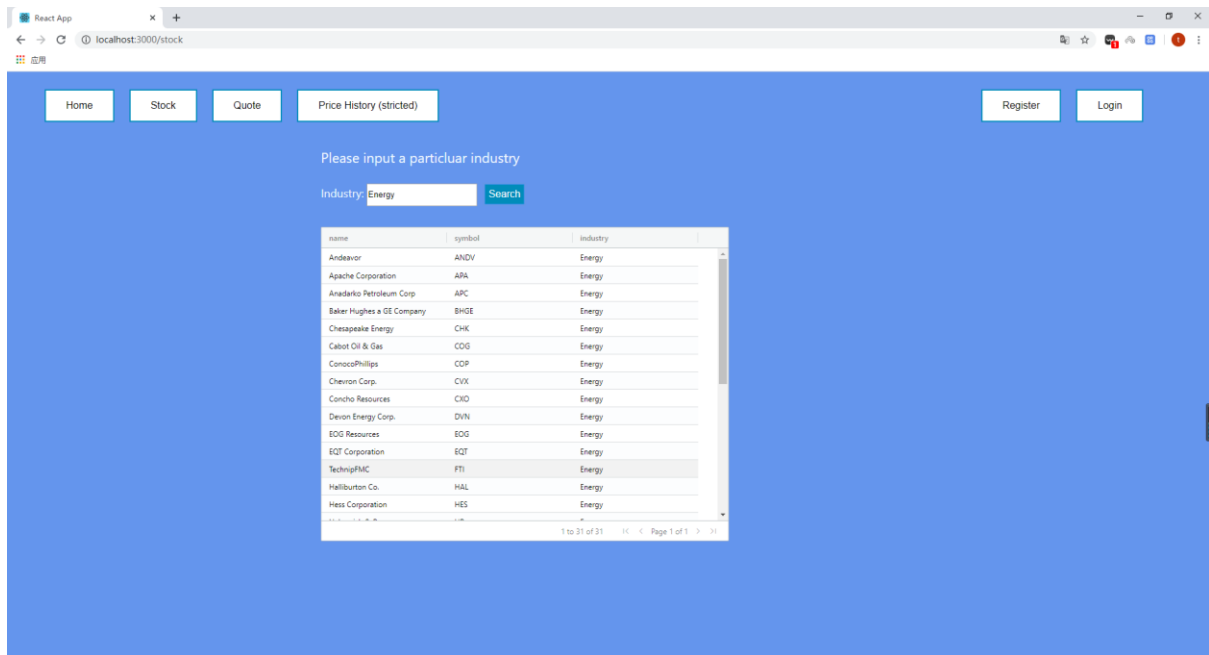 React App
localhost:3000/stock
应用
Home Stock Quote Price History (stricted) Register Login
Please input a particluar industry
Industry: Energy Search
name symbol industry
Andeavor ANDV Energy
Apache Corporation APA Energy
Anadarko Petroleum Corp APC Energy
Baker Hughes a GE Company BHGE Energy
Chesapeake Energy CHK Energy
Cabot Oil & Gas COG Energy
ConocoPhillips COP Energy
Chevron Corp. CVX Energy
Concho Resources CXO Energy
Devon Energy Corp. DVN Energy
EOG Resources EOG Energy
EQT Corporation EQT Energy
TechnipFMC FTI Energy
Halliburton Co. HAL Energy
Hess Corporation HES Energy
1 to 31 of 31 Page 1 of 1